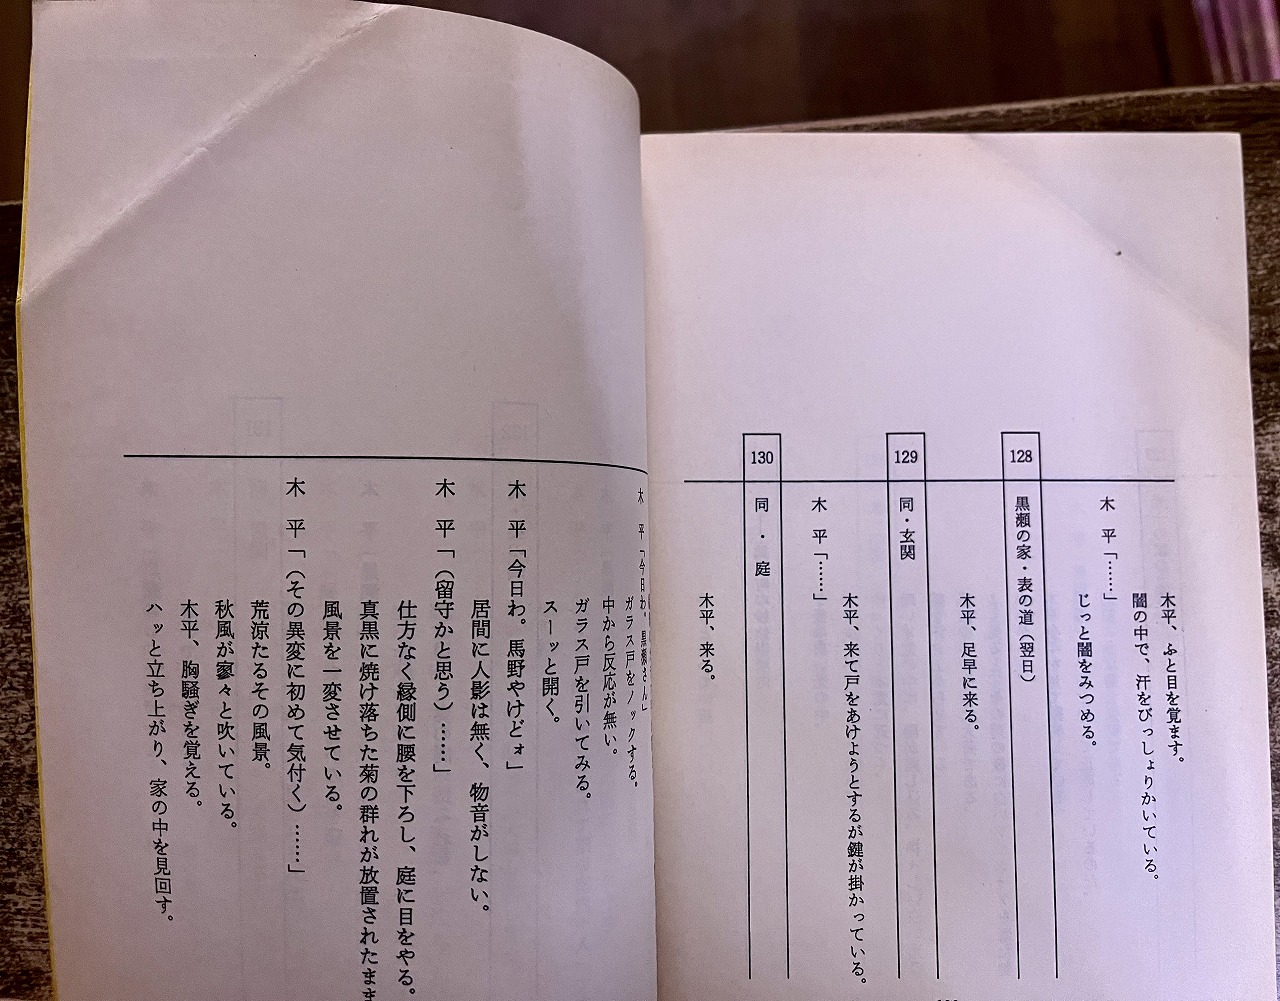 木平、ふと目を覚ます。
闇の中で、汗をびっしょりかいている。
木　平「……」
じっと闇をみつめる。
128 黒瀬の家・表の道（翌日）
木平、足早に来る。
129 同・玄関
木平、来て戸をあけようとするが鍵が掛かっている。
木　平「……」
130 同・庭
木平、来る。
木　平「今日わ。黒瀬さん」
ガラス戸をノックする。
中から反応が無い。
ガラス戸を引いてみる。
スーッと開く。
木　平「今日わ。馬野やけどォ」
居間に人影は無く、物音がしない。
木　平「（留守かと思う）……」
仕方なく縁側に腰を下ろし、庭に目をやる。
真黒に焼け落ちた菊の群れが放置されたまま
風景を一変させている。
木　平「（その異変に初めて気付く）……」
荒涼たるその風景。
秋風が寥々と吹いている。
木平、胸騒ぎを覚える。
ハッと立ち上がり、家の中を見回す。